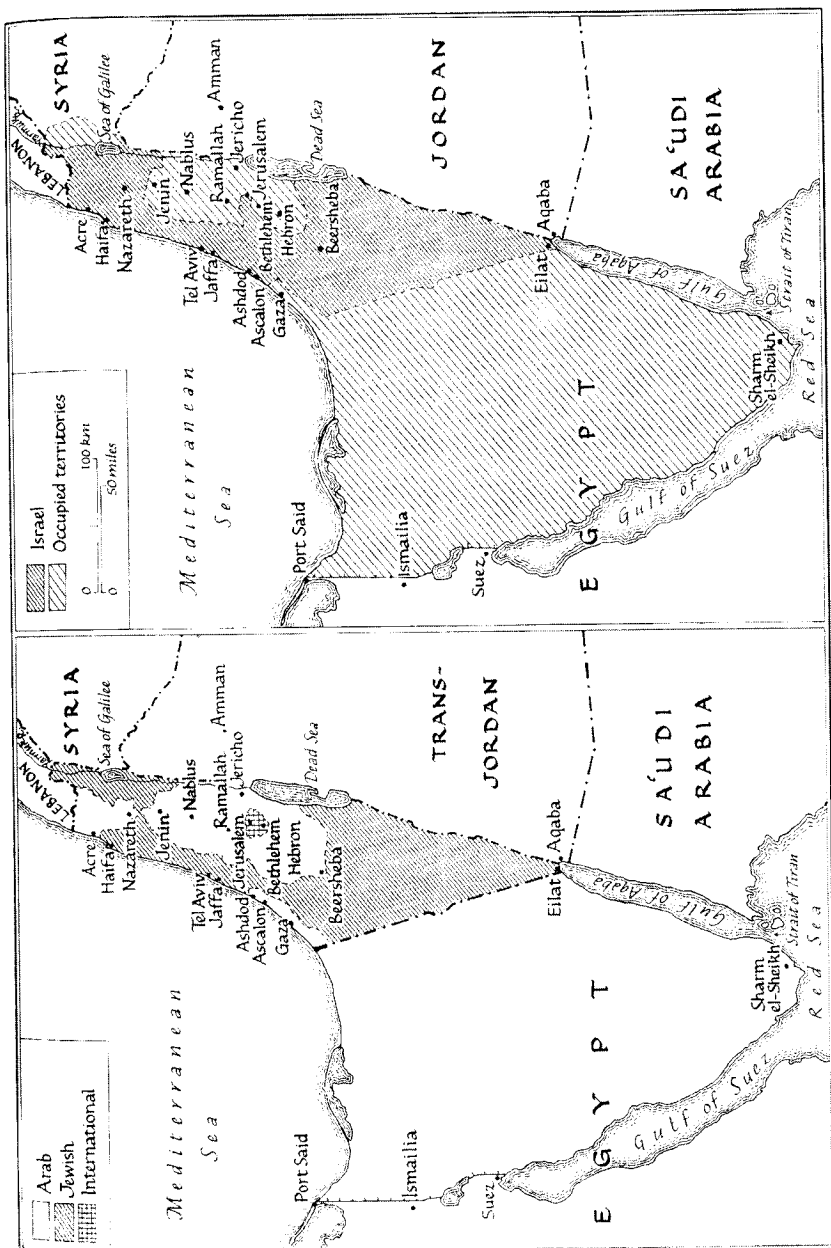 Arab
Jewish
International
LEBANON
SYRIA
Sea of Galilee
Acre
Haifa
Nazareth
Jenin
Nablus
Tel Aviv
Jaffa
Ramallah
Amman
Jericho
Ashdod
Jerusalem
Ascalon
Bethlehem
Gaza
Hebron
Dead Sea
Beersheba
Mediterranean
Sea
Port Said
Ismailia
Suez
TRANS-
JORDAN
EGYPT
Eilat
Aqaba
Gulf of Suez
Gulf of Aqaba
SA‘UDI
ARABIA
Sharm
el-Sheikh
Strait of Tiran
Red Sea
Israel
Occupied territories
0 100 km
0 50 miles
LEBANON
SYRIA
Sea of Galilee
Acre
Haifa
Nazareth
Jenin
Nablus
Tel Aviv
Jaffa
Ramallah
Amman
Jericho
Ashdod
Jerusalem
Ascalon
Bethlehem
Gaza
Hebron
Dead Sea
Beersheba
Mediterranean
Sea
Port Said
Ismailia
Suez
JORDAN
EGYPT
Eilat
Aqaba
Gulf of Suez
Gulf of Aqaba
SA‘UDI
ARABIA
Sharm
el-Sheikh
Strait of Tiran
Red Sea